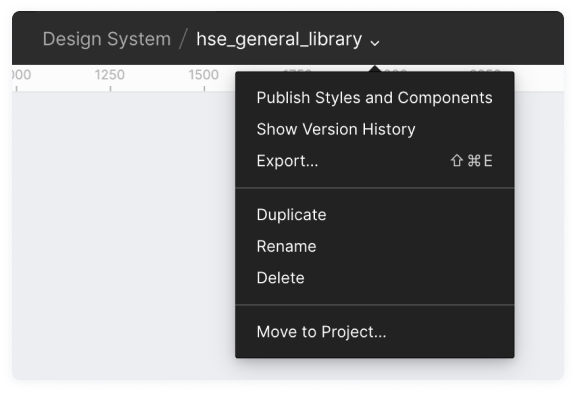 Design System / hse_general_library
1250 1500
Publish Styles and Components
Show Version History
Export... ⇧⌘E
Duplicate
Rename
Delete
Move to Project...